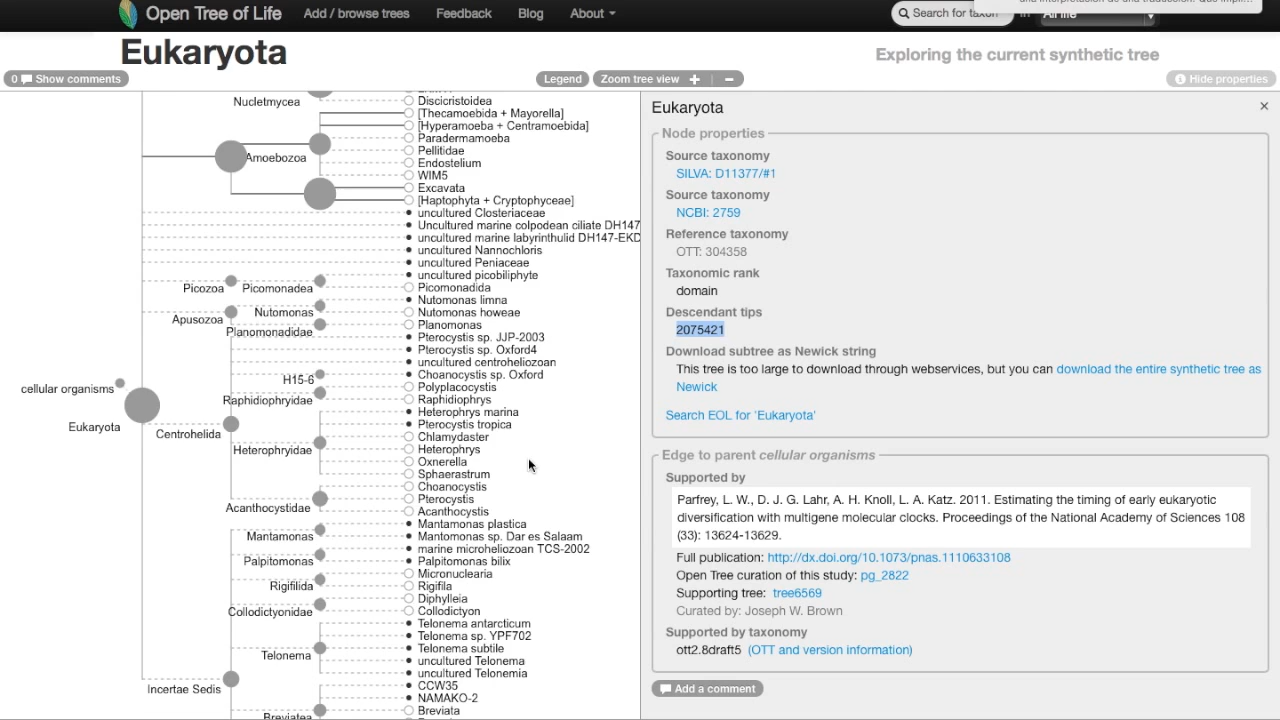 Open Tree of Life
Add / browse trees
Feedback
Blog
About
Search for taxon
in
All life
Eukaryota
Exploring the current synthetic tree
0 Show comments
Legend
Zoom tree view + | −
Hide properties
Nucletmycea
Discicristoidea
[Thecamoebida + Mayorella]
[Hyperamoeba + Centramoebida]
Paradermamoeba
Pellitidae
Amoebozoa
Endostelium
WIM5
Excavata
[Haptophyta + Cryptophyceae]
uncultured Closteriaceae
Uncultured marine colpodean ciliate DH147
uncultured marine labyrinthulid DH147-EKD
uncultured Nannochloris
uncultured Peniaceae
uncultured picobiliphyte
Picozoa
Picomonadea
Picomonadida
Nutomonas limna
Nutomonas
Nutomonas howeae
Apusozoa
Planomonas
Planomonadidae
Pterocystis sp. JJP-2003
Pterocystis sp. Oxford4
uncultured centroheliozoan
H15-6
Choanocystis sp. Oxford
cellular organisms
Polyplacocystis
Raphidiophryidae
Raphidiophrys
Heterophrys marina
Eukaryota
Pterocystis tropica
Centrohelida
Chlamydaster
Heterophryidae
Heterophrys
Oxnerella
Sphaerastrum
Choanocystis
Pterocystis
Acanthocystidae
Acanthocystis
Mantamonas plastica
Mantamonas
Mantomonas sp. Dar es Salaam
marine microheliozoan TCS-2002
Palpitomonas
Palpitomonas bilix
Micronuclearia
Rigifilida
Rigifila
Diphylleia
Collodictyonidae
Collodictyon
Telonema antarcticum
Telonema sp. YPF702
Telonema
Telonema subtile
uncultured Telonema
uncultured Telonemia
Incertae Sedis
CCW35
NAMAKO-2
Breviatea
Breviata
Eukaryota
×
Node properties
Source taxonomy
SILVA: D11377/#1
Source taxonomy
NCBI: 2759
Reference taxonomy
OTT: 304358
Taxonomic rank
domain
Descendant tips
2075421
Download subtree as Newick string
This tree is too large to download through webservices, but you can download the entire synthetic tree as
Newick
Search EOL for 'Eukaryota'
Edge to parent cellular organisms
Supported by
Parfrey, L. W., D. J. G. Lahr, A. H. Knoll, L. A. Katz. 2011. Estimating the timing of early eukaryotic
diversification with multigene molecular clocks. Proceedings of the National Academy of Sciences 108
(33): 13624-13629.
Full publication: http://dx.doi.org/10.1073/pnas.1110633108
Open Tree curation of this study: pg_2822
Supporting tree: tree6569
Curated by: Joseph W. Brown
Supported by taxonomy
ott2.8draft5 (OTT and version information)
Add a comment